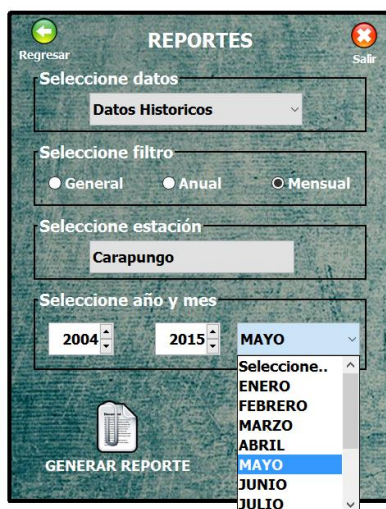 REPORTES
Regresar
Salir
Seleccione datos
Datos Historicos
Seleccione filtro
General Anual Mensual
Seleccione estación
Carapungo
Seleccione año y mes
2004 2015 MAYO
Seleccione..
ENERO
FEBRERO
MARZO
ABRIL
MAYO
JUNIO
JULIO
GENERAR REPORTE